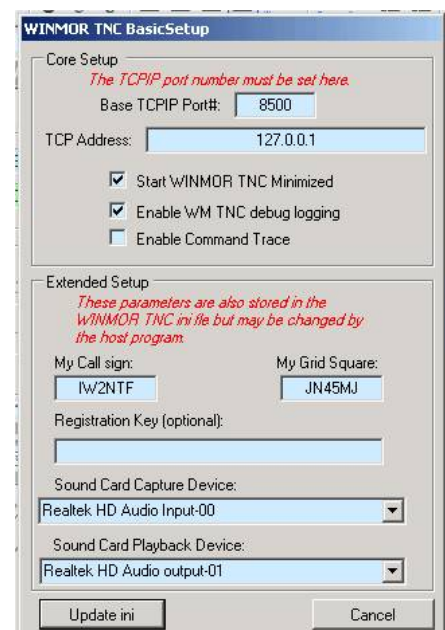 WINMOR TNC BasicSetup
Core Setup
The TCPIP port number must be set here.
Base TCPIP Port#: 8500
TCP Address: 127.0.0.1
Start WINMOR TNC Minimized
Enable WM TNC debug logging
Enable Command Trace
Extended Setup
These parameters are also stored in the
WINMOR TNC ini fle but may be changed by
the host program.
My Call sign: My Grid Square:
IW2NTF JN45MJ
Registration Key (optional):
Sound Card Capture Device:
Realtek HD Audio Input-00
Sound Card Playback Device:
Realtek HD Audio output-01
Update ini Cancel